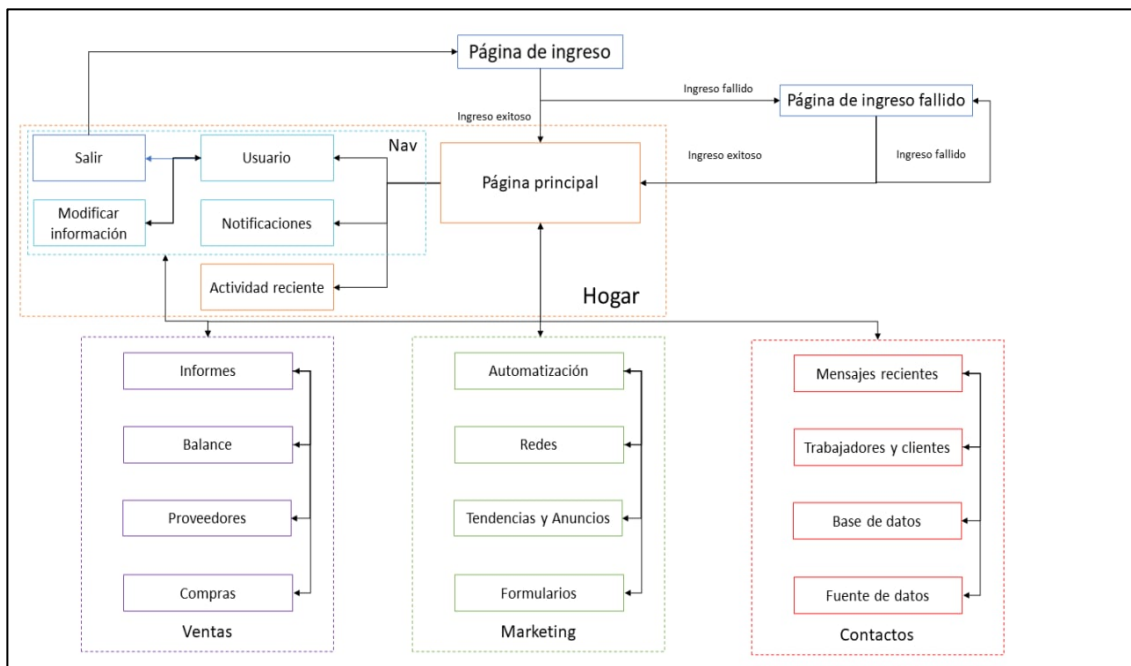 Página de ingreso
Ingreso fallido
Página de ingreso fallido
Ingreso exitoso
Salir
Usuario
Nav
Ingreso exitoso
Ingreso fallido
Página principal
Modificar
información
Notificaciones
Actividad reciente
Hogar
Informes
Balance
Proveedores
Compras
Ventas
Automatización
Redes
Tendencias y Anuncios
Formularios
Marketing
Mensajes recientes
Trabajadores y clientes
Base de datos
Fuente de datos
Contactos